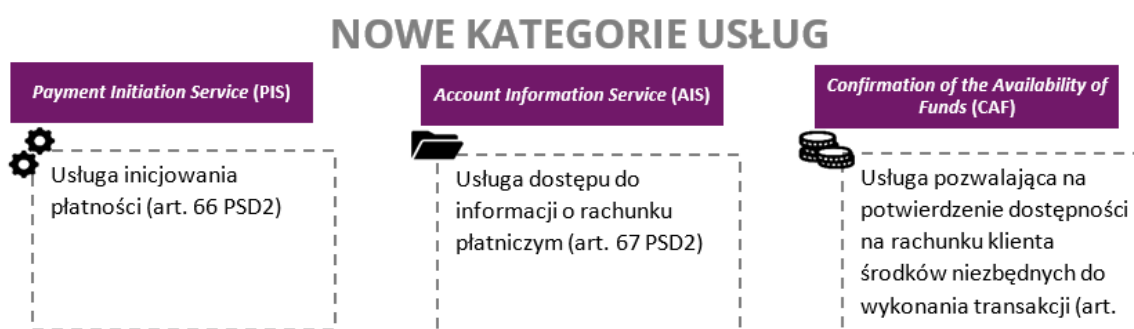 NOWE KATEGORIE USŁUG
Payment Initiation Service (PIS)
Usługa inicjowania
płatności (art. 66 PSD2)
Account Information Service (AIS)
Usługa dostępu do
informacji o rachunku
płatniczym (art. 67 PSD2)
Confirmation of the Availability of
Funds (CAF)
Usługa pozwalająca na
potwierdzenie dostępności
na rachunku klienta
środków niezbędnych do
wykonania transakcji (art.